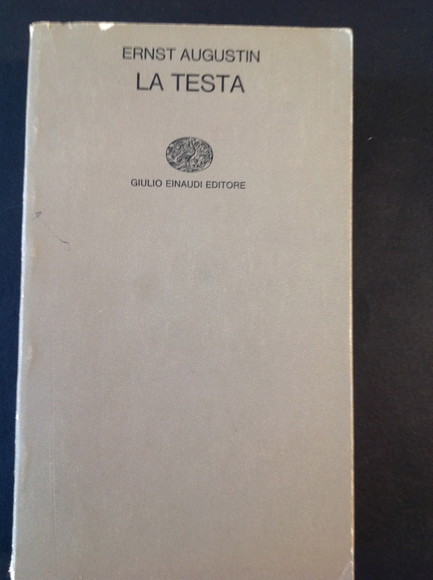 ERNST AUGUSTIN
LA TESTA
GIULIO EINAUDI EDITORE